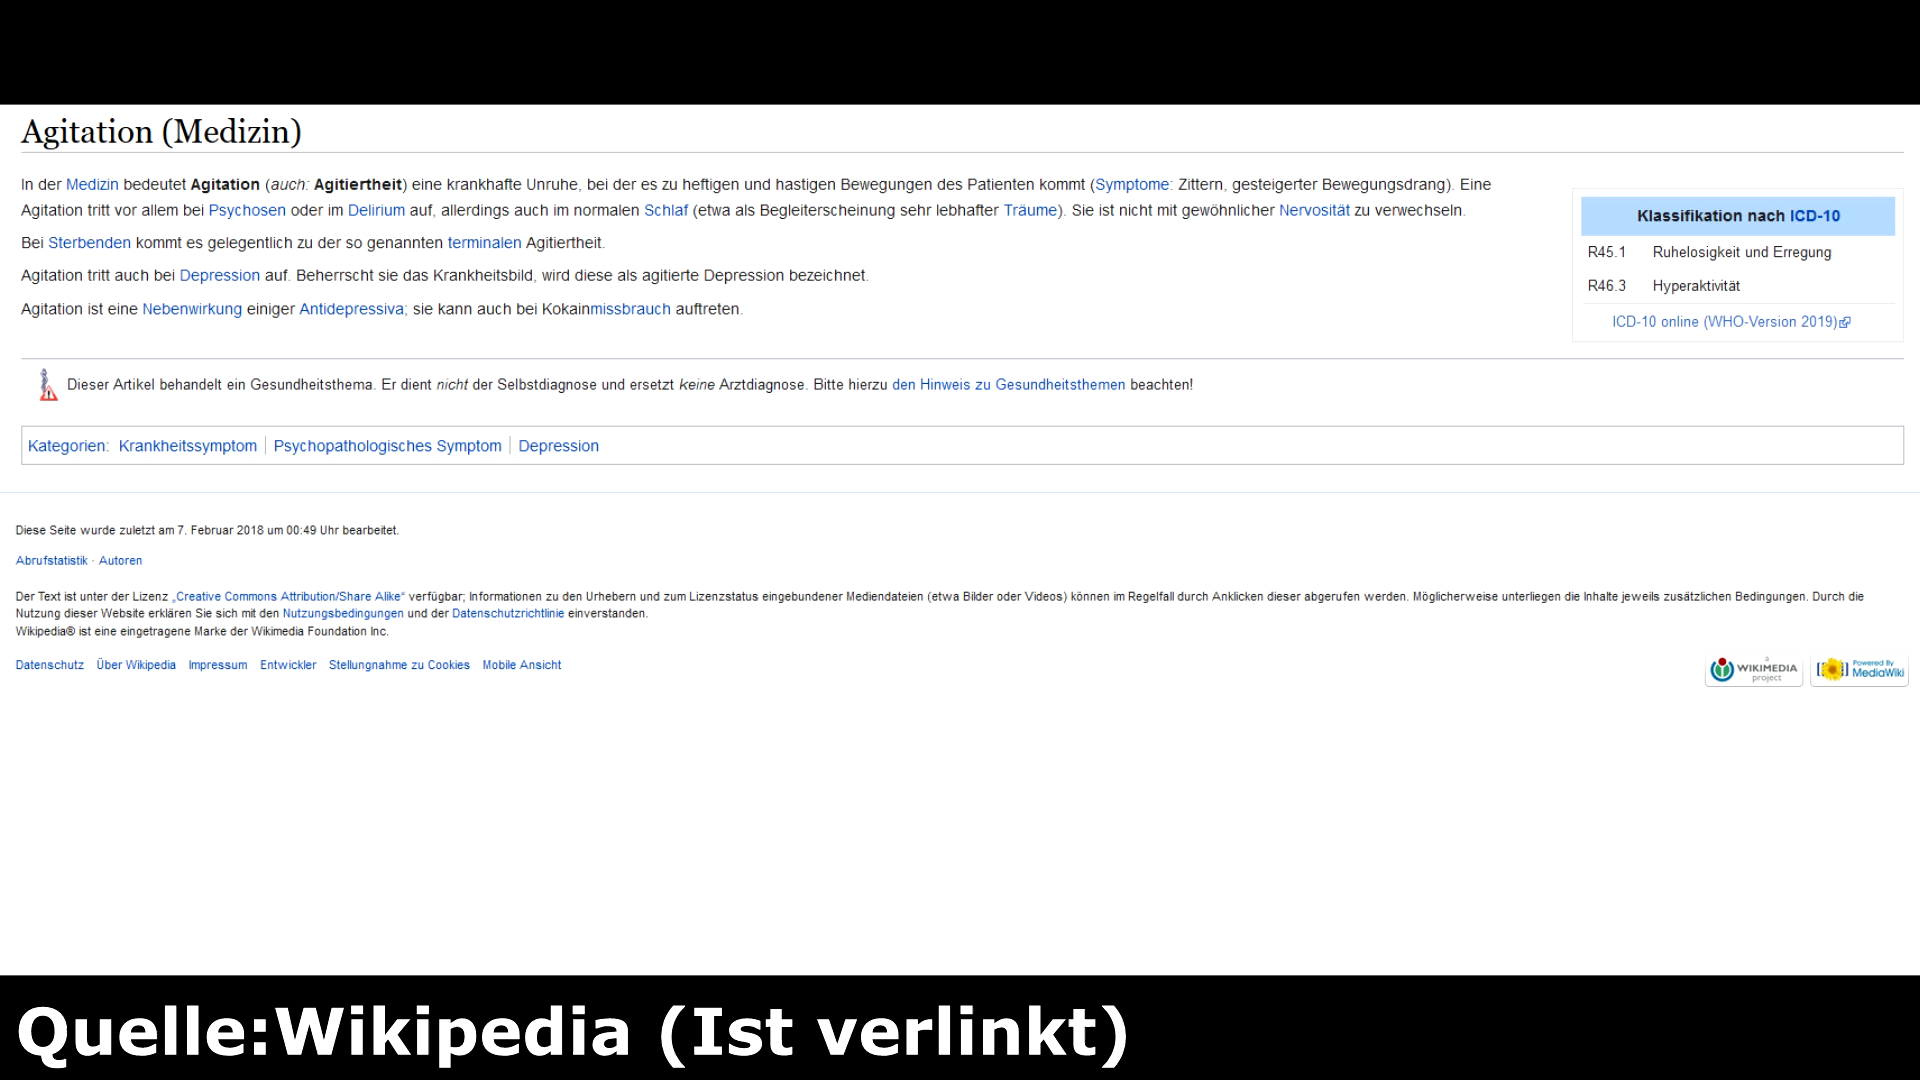 Agitation (Medizin)
In der Medizin bedeutet Agitation (auch: Agitiertheit) eine krankhafte Unruhe, bei der es zu heftigen und hastigen Bewegungen des Patienten kommt (Symptome: Zittern, gesteigerter Bewegungsdrang). Eine
Agitation tritt vor allem bei Psychosen oder im Delirium auf, allerdings auch im normalen Schlaf (etwa als Begleiterscheinung sehr lebhafter Träume). Sie ist nicht mit gewöhnlicher Nervosität zu verwechseln.
Bei Sterbenden kommt es gelegentlich zu der so genannten terminalen Agitiertheit.
Agitation tritt auch bei Depression auf. Beherrscht sie das Krankheitsbild, wird diese als agitierte Depression bezeichnet.
Agitation ist eine Nebenwirkung einiger Antidepressiva; sie kann auch bei Kokainmissbrauch auftreten.
Klassifikation nach ICD-10
R45.1 Ruhelosigkeit und Erregung
R46.3 Hyperaktivität
ICD-10 online (WHO-Version 2019)
Dieser Artikel behandelt ein Gesundheitsthema. Er dient nicht der Selbstdiagnose und ersetzt keine Arztdiagnose. Bitte hierzu den Hinweis zu Gesundheitsthemen beachten!
Kategorien: Krankheitssymptom | Psychopathologisches Symptom | Depression
Diese Seite wurde zuletzt am 7. Februar 2018 um 00:49 Uhr bearbeitet.
Abrufstatistik · Autoren
Der Text ist unter der Lizenz „Creative Commons Attribution/Share Alike“ verfügbar; Informationen zu den Urhebern und zum Lizenzstatus eingebundener Mediendateien (etwa Bilder oder Videos) können im Regelfall durch Anklicken dieser abgerufen werden. Möglicherweise unterliegen die Inhalte jeweils zusätzlichen Bedingungen. Durch die
Nutzung dieser Website erklären Sie sich mit den Nutzungsbedingungen und der Datenschutzrichtlinie einverstanden.
Wikipedia® ist eine eingetragene Marke der Wikimedia Foundation Inc.
Datenschutz Über Wikipedia Impressum Entwickler Stellungnahme zu Cookies Mobile Ansicht
a
WIKIMEDIA
project
Powered By
MediaWiki
Quelle:Wikipedia (Ist verlinkt)